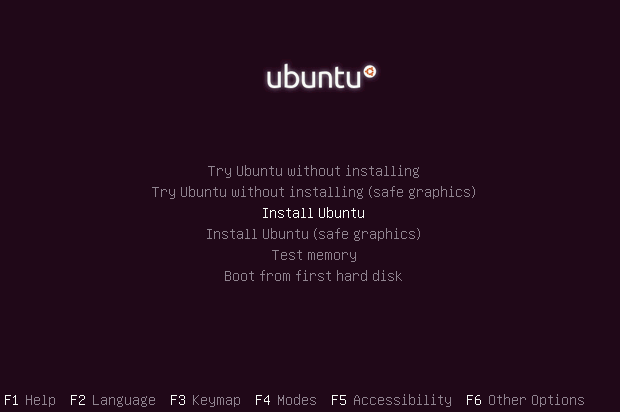 ubuntu
Try Ubuntu without installing
Try Ubuntu without installing (safe graphics)
Install Ubuntu
Install Ubuntu (safe graphics)
Test memory
Boot from first hard disk
F1 Help F2 Language F3 Keymap F4 Modes F5 Accessibility F6 Other Options